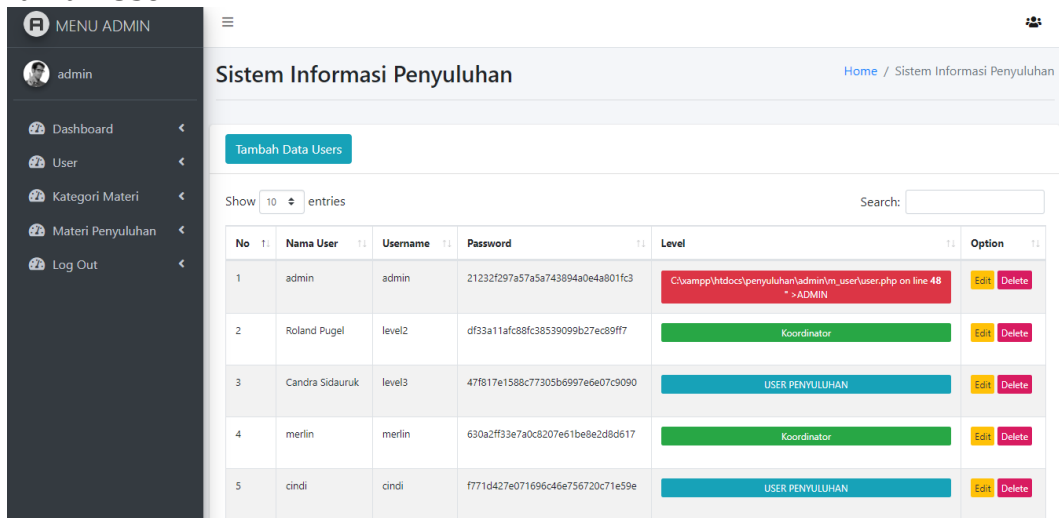 MENU ADMIN
admin
Sistem Informasi Penyuluhan
Home / Sistem Informasi Penyuluhan
Dashboard
User
Kategori Materi
Materi Penyuluhan
Log Out
Tambah Data Users
Show 10 entries
Search:
No Nama User Username Password Level Option
1 admin admin 21232f297a57a5a743894a0e4a801fc3 C:\xampp\htdocs\penyuluhan\admin\m_user\user.php on line 48
" >ADMIN Edit Delete
2 Roland Pugel level2 df33a11afc88fc38539099b27ec89ff7 Koordinator Edit Delete
3 Candra Sidauruk level3 47f817e1588c77305b6997e6e07c9090 USER PENYULUHAN Edit Delete
4 merlin merlin 630a2ff33e7a0c8207e61be8e2d8d617 Koordinator Edit Delete
5 cindi cindi f771d427e071696c46e756720c71e59e USER PENYULUHAN Edit Delete